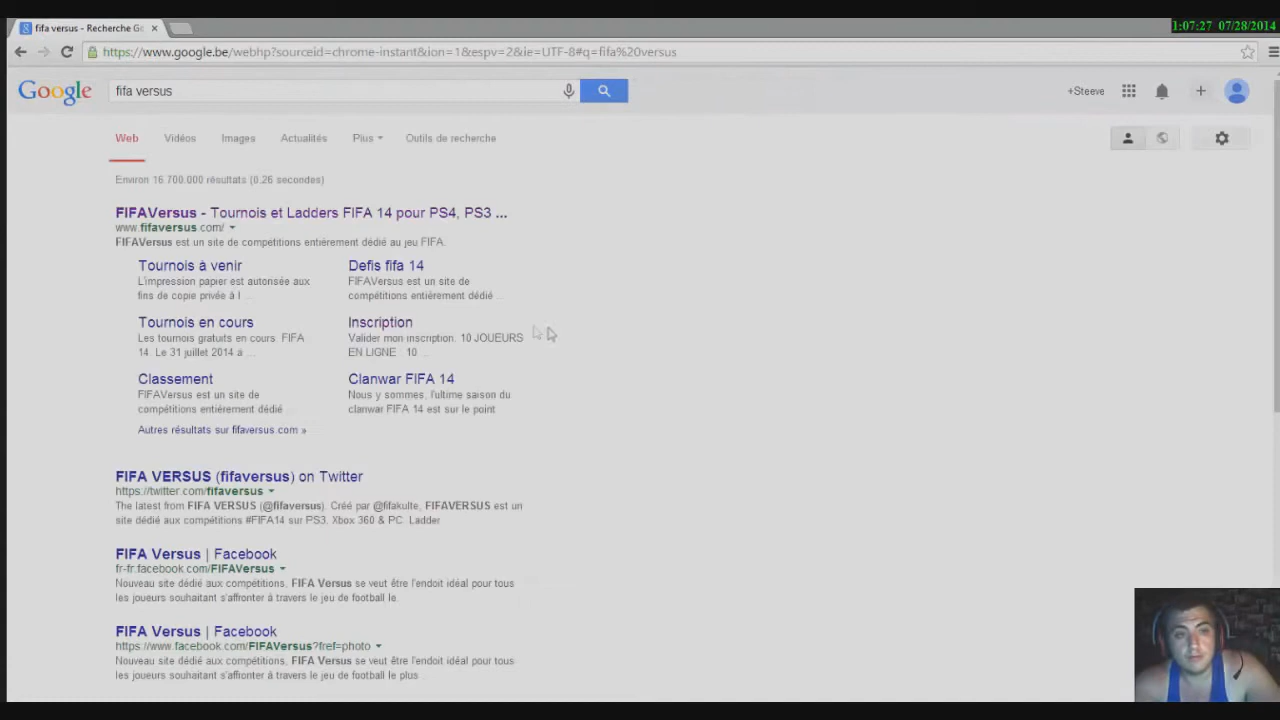 fifa versus - Recherche Go
1:07:27 07/28/2014
https://www.google.be/webhp?sourceid=chrome-instant&ion=1&espv=2&ie=UTF-8#q=fifa%20versus
Google
fifa versus
+Steeve
Web Vidéos Images Actualités Plus Outils de recherche
Environ 16.700.000 résultats (0,26 secondes)
FIFAVersus - Tournois et Ladders FIFA 14 pour PS4, PS3 ...
www.fifaversus.com/
FIFAVersus est un site de compétitions entièrement dédié au jeu FIFA.
Tournois à venir
L'impression papier est autorisée aux
fins de copie privée à l ...
Defis fifa 14
FIFAVersus est un site de
compétitions entièrement dédié ...
Tournois en cours
Les tournois gratuits en cours. FIFA
14. Le 31 juillet 2014 à ...
Inscription
Valider mon inscription. 10 JOUEURS
EN LIGNE : 10 ...
Classement
FIFAVersus est un site de
compétitions entièrement dédié ...
Clanwar FIFA 14
Nous y sommes, l'ultime saison du
clanwar FIFA 14 est sur le point
Autres résultats sur fifaversus.com »
FIFA VERSUS (fifaversus) on Twitter
https://twitter.com/fifaversus
The latest from FIFA VERSUS (@fifaversus). Créé par @fifakulte, FIFAVERSUS est un
site dédié aux compétitions #FIFA14 sur PS3, Xbox 360 & PC. Ladder
FIFA Versus | Facebook
fr-fr.facebook.com/FIFAVersus
Nouveau site dédié aux compétitions, FIFA Versus se veut être l'endoit idéal pour tous
les joueurs souhaitant s'affronter à travers le jeu de football le.
FIFA Versus | Facebook
https://www.facebook.com/FIFAVersus?fref=photo
Nouveau site dédié aux compétitions, FIFA Versus se veut être l'endoit idéal pour tous
les joueurs souhaitant s'affronter à travers le jeu de football le plus